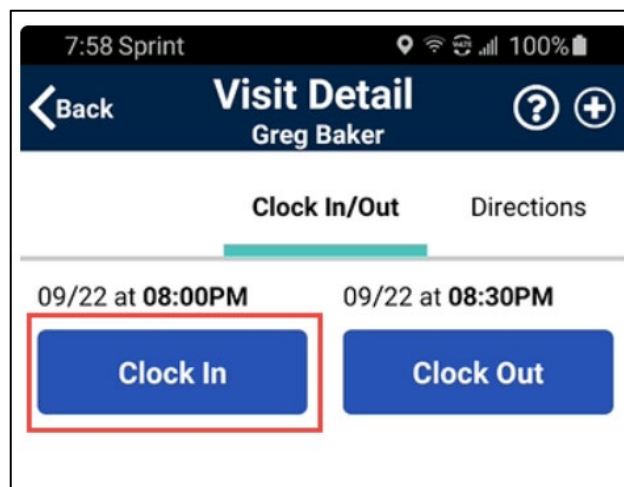 7:58 Sprint 100%
Back Visit Detail ?
Greg Baker
Clock In/Out Directions
09/22 at 08:00PM 09/22 at 08:30PM
Clock In Clock Out